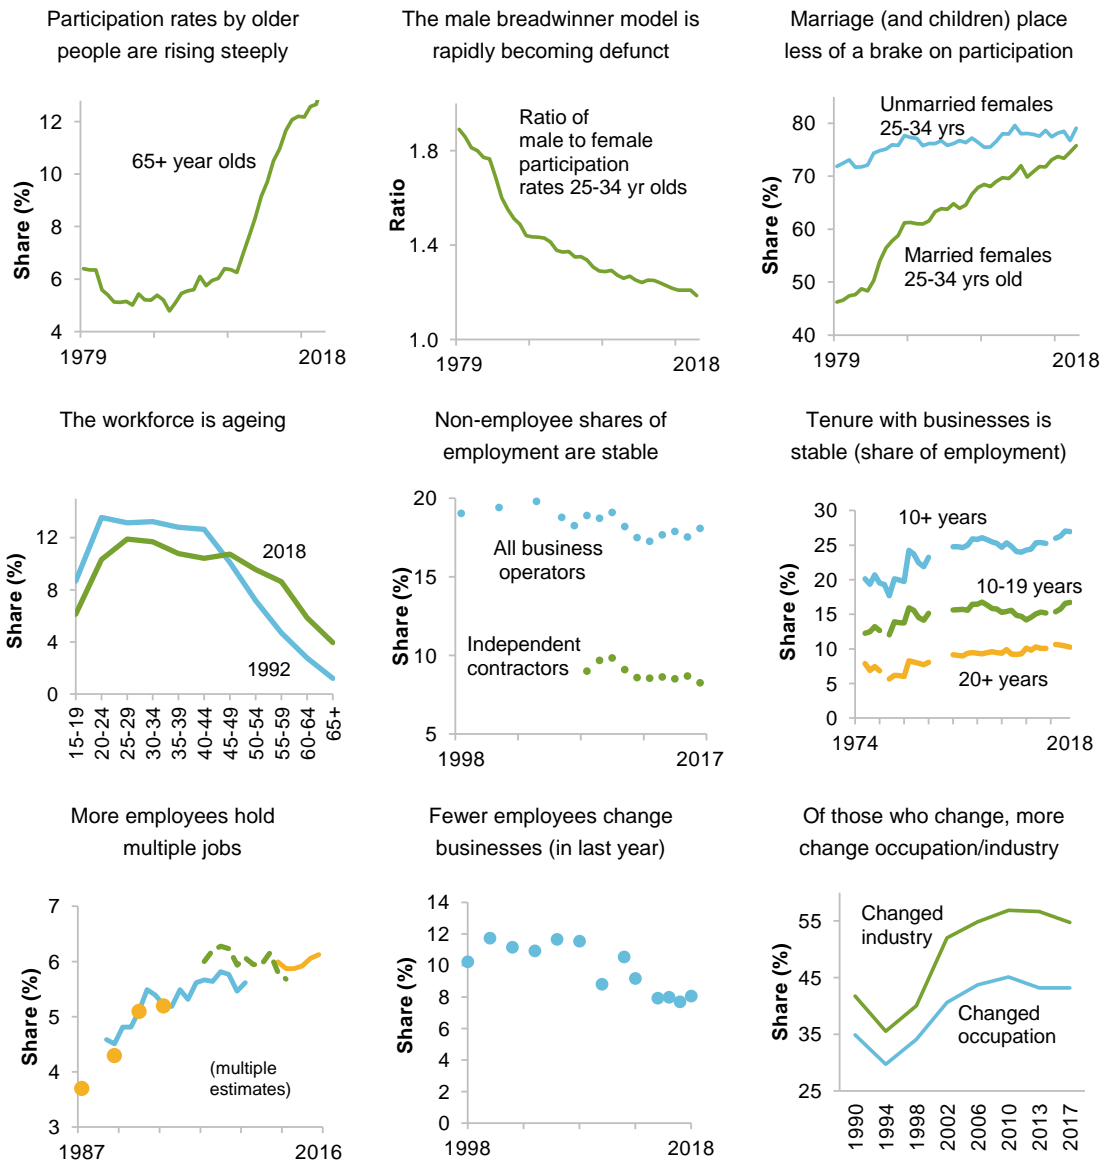 Participation rates by older
people are rising steeply
Share (%)
12
10
8
6
4
65+ year olds
1979
2018
The male breadwinner model is
rapidly becoming defunct
Ratio
1.8
1.4
1.0
Ratio of
male to female
participation
rates 25-34 yr olds
1979
2018
Marriage (and children) place
less of a brake on participation
Share (%)
80
70
60
50
40
Unmarried females
25-34 yrs
Married females
25-34 yrs old
1979
2018
The workforce is ageing
Share (%)
12
8
4
0
2018
1992
15-19
20-24
25-29
30-34
35-39
40-44
45-49
50-54
55-59
60-64
65+
Non-employee shares of
employment are stable
Share (%)
20
15
10
5
All business
operators
Independent
contractors
1998
2017
Tenure with businesses is
stable (share of employment)
Share (%)
30
25
20
15
10
5
0
10+ years
10-19 years
20+ years
1974
2018
More employees hold
multiple jobs
Share (%)
7
6
5
4
3
(multiple
estimates)
1987
2016
Fewer employees change
businesses (in last year)
Share (%)
14
12
10
8
6
4
2
0
1998
2018
Of those who change, more
change occupation/industry
Share (%)
55
45
35
25
Changed
industry
Changed
occupation
1990
1994
1998
2002
2006
2010
2013
2017